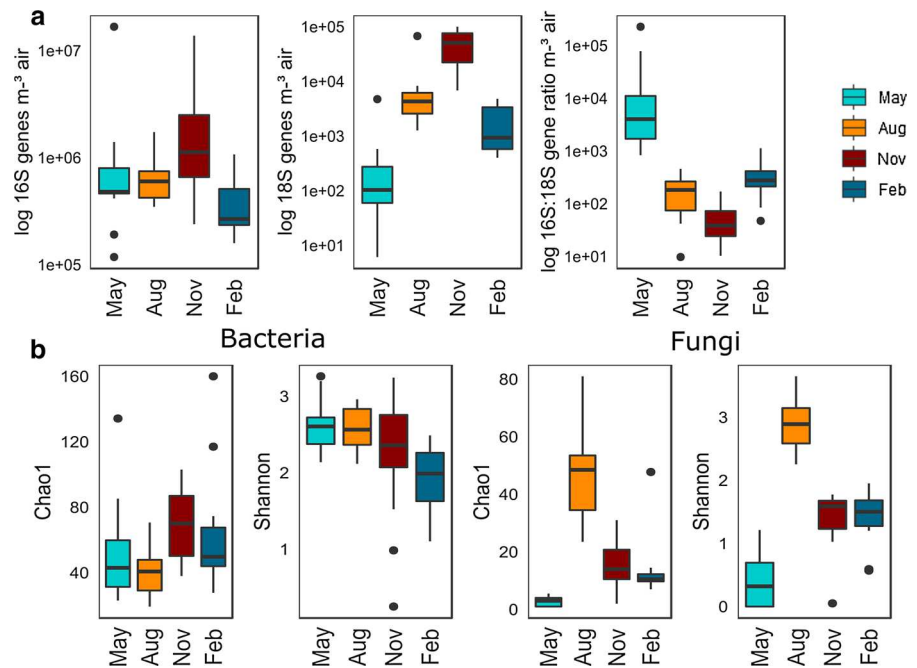 a
log 16S genes m-³ air
1e+07
1e+06
1e+05
May
Aug
Nov
Feb
log 18S genes m-³ air
1e+05
1e+04
1e+03
1e+02
1e+01
May
Aug
Nov
Feb
log 16S:18S gene ratio m-³ air
1e+05
1e+04
1e+03
1e+02
1e+01
May
Aug
Nov
Feb
May
Aug
Nov
Feb
b
Bacteria
Chao1
160
120
80
40
May
Aug
Nov
Feb
Shannon
3
2
1
May
Aug
Nov
Feb
Fungi
Chao1
80
60
40
20
0
May
Aug
Nov
Feb
Shannon
3
2
1
0
May
Aug
Nov
Feb